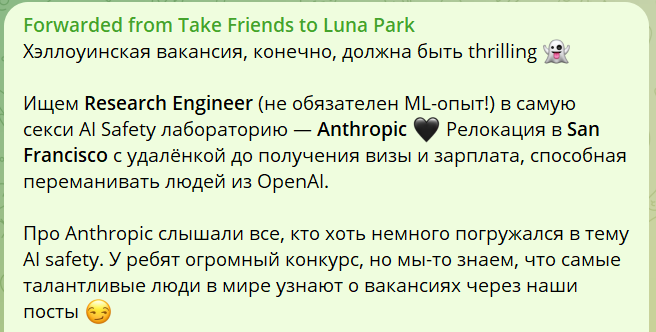 Forwarded from Take Friends to Luna Park
Хэллоуинская вакансия, конечно, должна быть thrilling 👻
Ищем Research Engineer (не обязателен ML-опыт!) в самую
секси AI Safety лабораторию — Anthropic 🖤 Релокация в San
Francisco с удалёнкой до получения визы и зарплата, способная
переманивать людей из OpenAI.
Про Anthropic слышали все, кто хоть немного погружался в тему
AI safety. У ребят огромный конкурс, но мы-то знаем, что самые
талантливые люди в мире узнают о вакансиях через наши
посты 😏